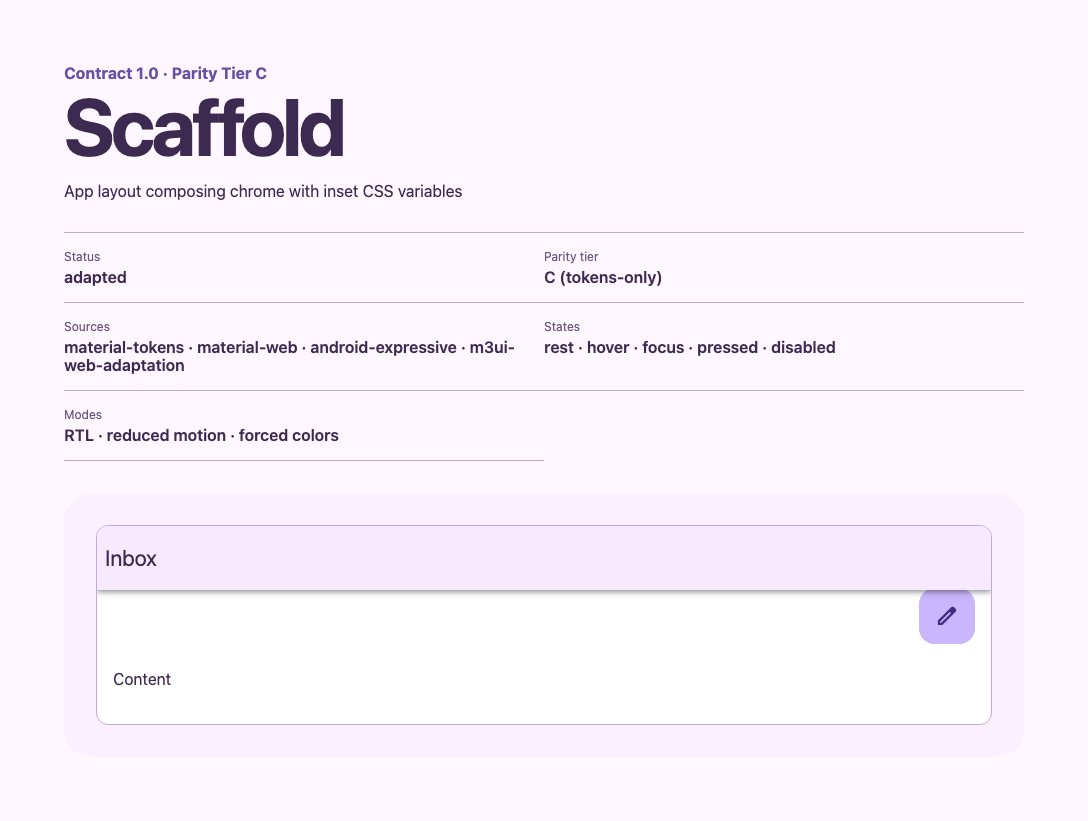 Contract 1.0 · Parity Tier C
Scaffold
App layout composing chrome with inset CSS variables
Status
adapted
Parity tier
C (tokens-only)
Sources
material-tokens · material-web · android-expressive · m3ui-
web-adaptation
States
rest · hover · focus · pressed · disabled
Modes
RTL · reduced motion · forced colors
Inbox
Content